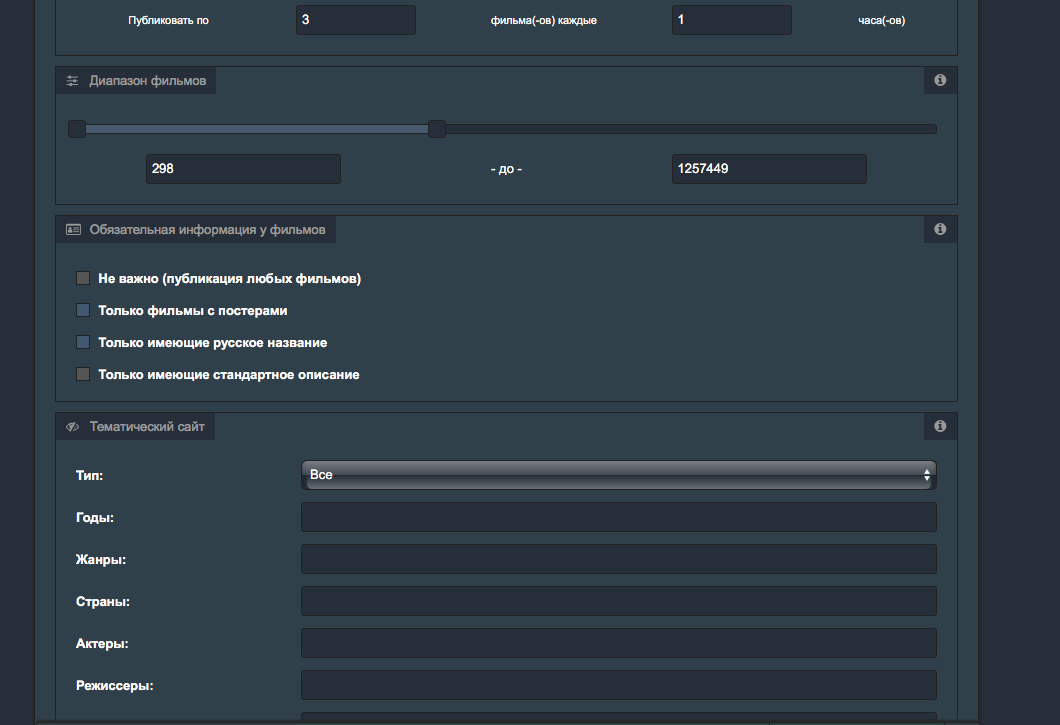 Публиковать по 3 фильма(-ов) каждые 1 часа(-ов)
Диапазон фильмов
298 - до - 1257449
Обязательная информация у фильмов
Не важно (публикация любых фильмов)
Только фильмы с постерами
Только имеющие русское название
Только имеющие стандартное описание
Тематический сайт
Тип: Все
Годы:
Жанры:
Страны:
Актеры:
Режиссеры: